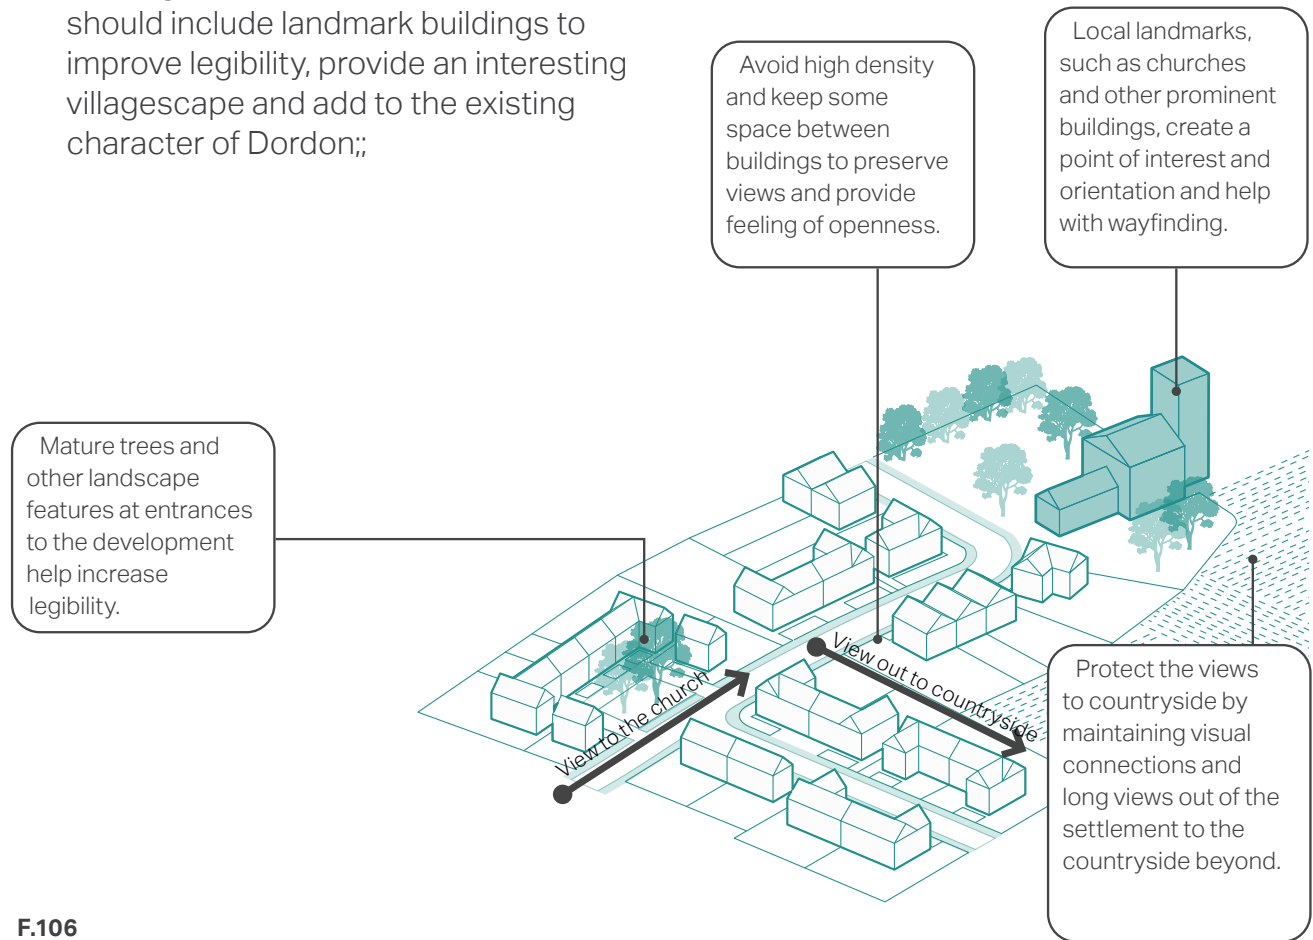 should include landmark buildings to
improve legibility, provide an interesting
villagescape and add to the existing
character of Dordon;;
Avoid high density
and keep some
space between
buildings to preserve
views and provide
feeling of openness.
Local landmarks,
such as churches
and other prominent
buildings, create a
point of interest and
orientation and help
with wayfinding.
Mature trees and
other landscape
features at entrances
to the development
help increase
legibility.
View to the church
View out to countryside
Protect the views
to countryside by
maintaining visual
connections and
long views out of the
settlement to the
countryside beyond.
F.106